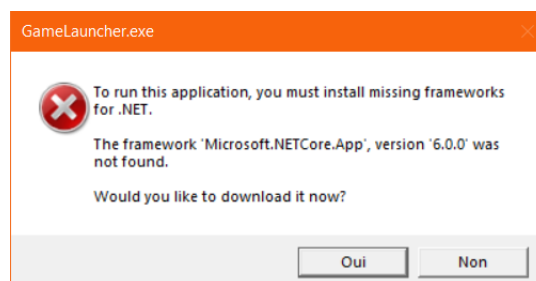 GameLauncher.exe
To run this application, you must install missing frameworks
for .NET.
The framework 'Microsoft.NETCore.App', version '6.0.0' was
not found.
Would you like to download it now?
Oui
Non